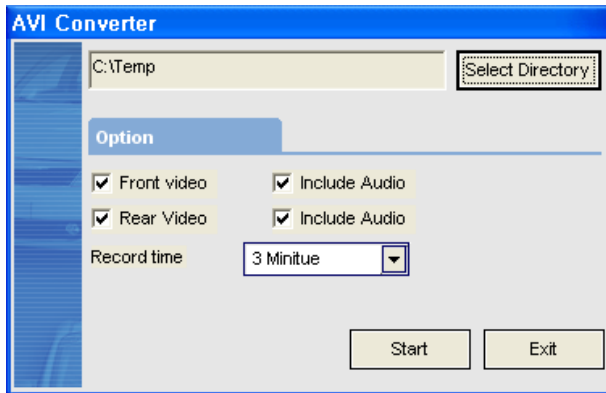 AVI Converter
C:\Temp Select Directory
Option
Front video Include Audio
Rear Video Include Audio
Record time 3 Minitue
Start Exit